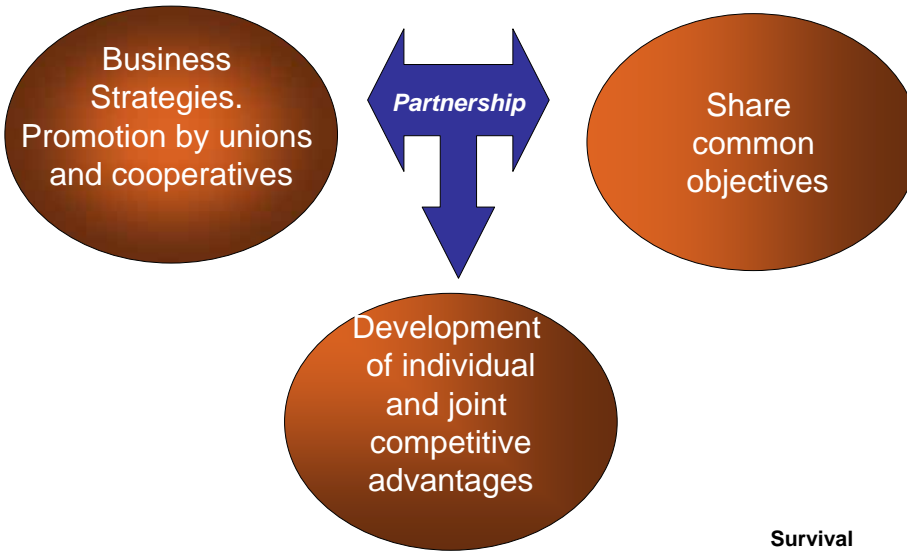 Business
Strategies.
Promotion by unions
and cooperatives
Partnership
Share
common
objectives
Development
of individual
and joint
competitive
advantages
Survival